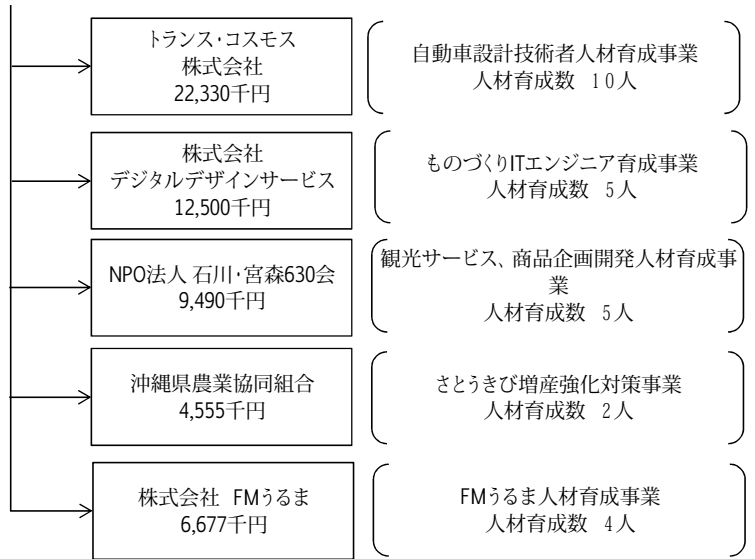 トランス・コスモス
株式会社
22,330千円
自動車設計技術者人材育成事業
人材育成数　10人
株式会社
デジタルデザインサービス
12,500千円
ものづくりITエンジニア育成事業
人材育成数　5人
NPO法人 石川・宮森630会
9,490千円
観光サービス、商品企画開発人材育成事
業
人材育成数　5人
沖縄県農業協同組合
4,555千円
さとうきび増産強化対策事業
人材育成数　2人
株式会社　FMうるま
6,677千円
FMうるま人材育成事業
人材育成数　4人